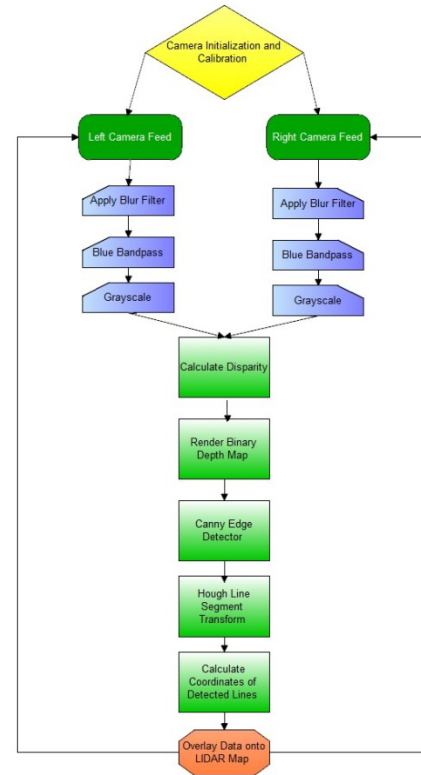 Camera Initialization and
Calibration
Left Camera Feed
Right Camera Feed
Apply Blur Filter
Apply Blur Filter
Blue Bandpass
Blue Bandpass
Grayscale
Grayscale
Calculate Disparity
Render Binary
Depth Map
Canny Edge
Detector
Hough Line
Segment
Transform
Calculate
Coordinates of
Detected Lines
Overlay Data onto
LIDAR Map